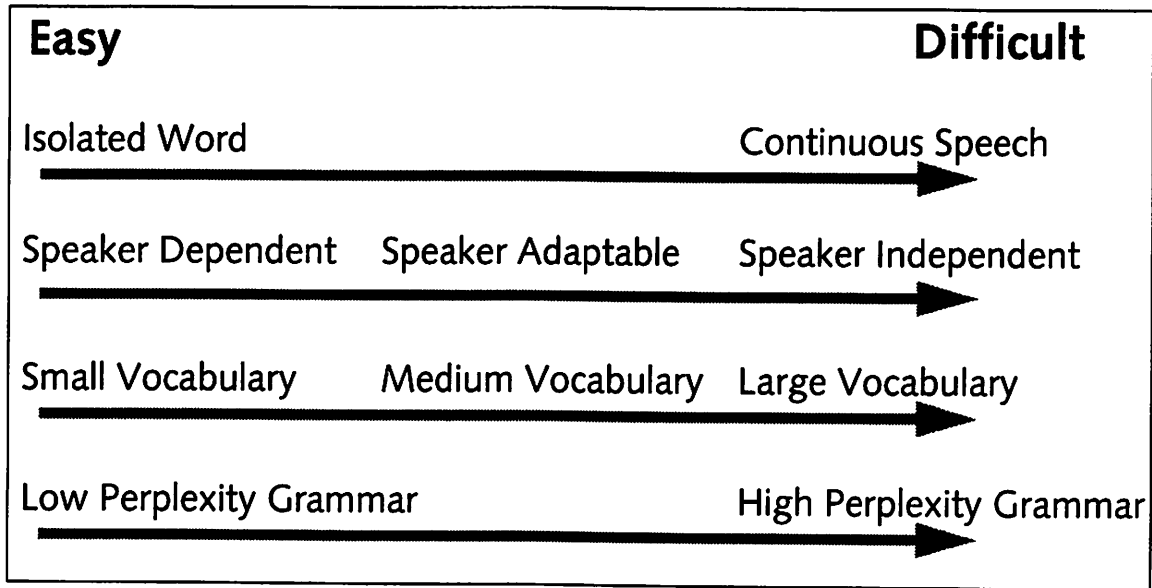 Easy Difficult
Isolated Word Continuous Speech
Speaker Dependent Speaker Adaptable Speaker Independent
Small Vocabulary Medium Vocabulary Large Vocabulary
Low Perplexity Grammar High Perplexity Grammar